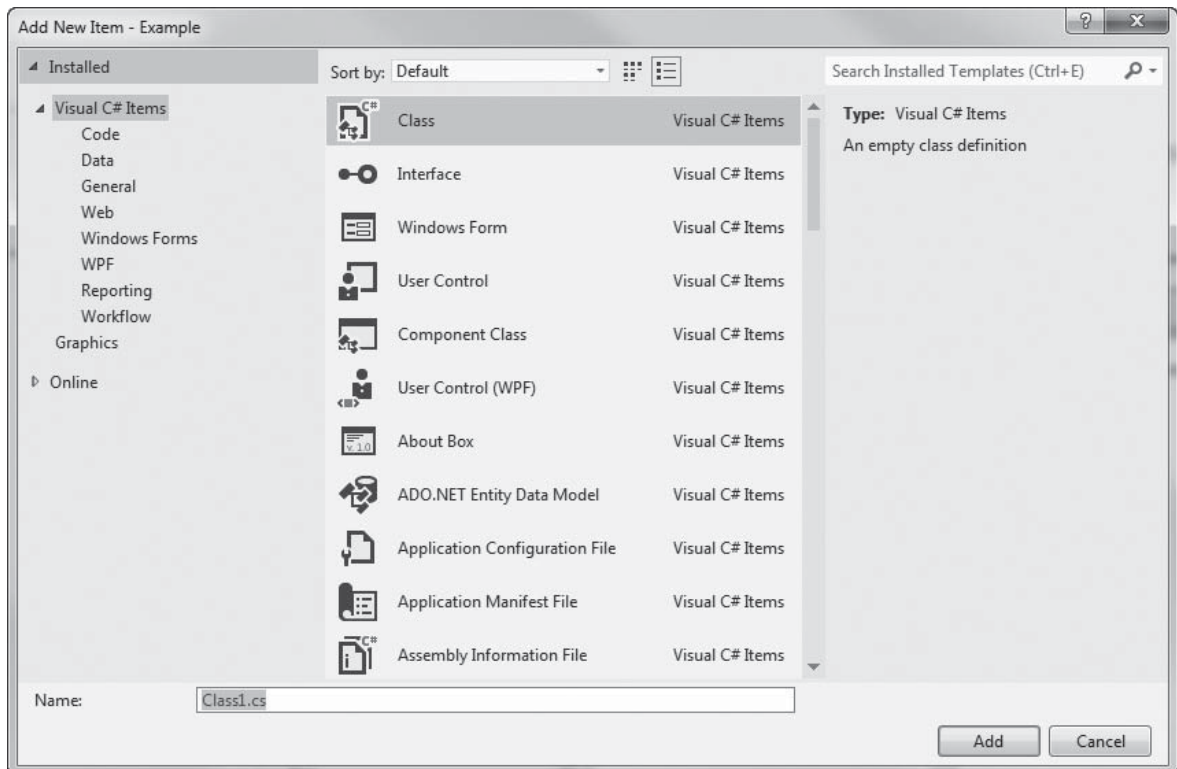 Add New Item - Example
Installed
Visual C# Items
Code
Data
General
Web
Windows Forms
WPF
Reporting
Workflow
Graphics
Online
Sort by: Default
Class Visual C# Items
Interface Visual C# Items
Windows Form Visual C# Items
User Control Visual C# Items
Component Class Visual C# Items
User Control (WPF) Visual C# Items
About Box Visual C# Items
ADO.NET Entity Data Model Visual C# Items
Application Configuration File Visual C# Items
Application Manifest File Visual C# Items
Assembly Information File Visual C# Items
Search Installed Templates (Ctrl+E)
Type: Visual C# Items
An empty class definition
Name: Class1.cs
Add Cancel